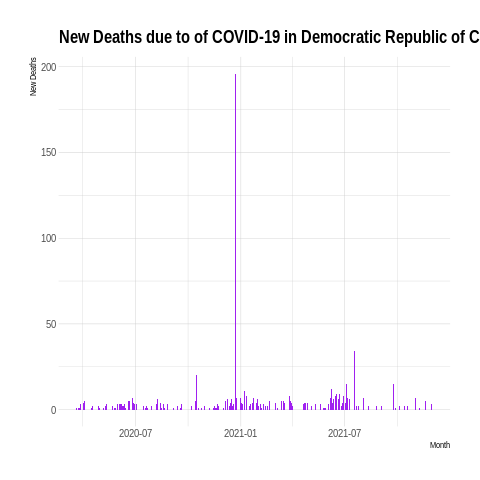 New Deaths due to of COVID-19 in Democratic Republic of C
New Deaths
200
150
100
50
0
2020-07 2021-01 2021-07
Month